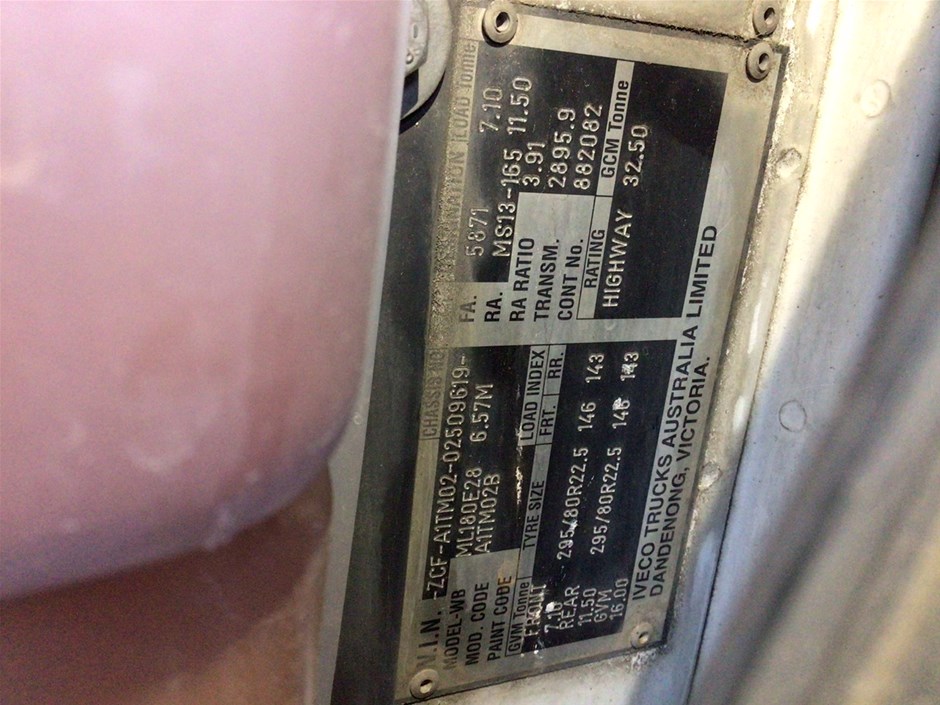 V.I.N. -ZCF-A1TM02-02509619-
CHASSIS NO
MODEL-WB ML180E28 6.57M
MOD. CODE A1TM02B
PAINT CODE
GVM Tonne TYRE SIZE LOAD INDEX
FRT. RR.
FRONT
7.10 295/80R22.5 146 143
REAR
11.50 295/80R22.5 146 143
GVM
16.00
LOAD Tonne
FA. 5871 7.10
RA. MS13-165 11.50
RA RATIO 3.91
TRANSM. 2895.9
CONT No. 882082
RATING GCM Tonne
HIGHWAY 32.50
IVECO TRUCKS AUSTRALIA LIMITED
DANDENONG, VICTORIA.